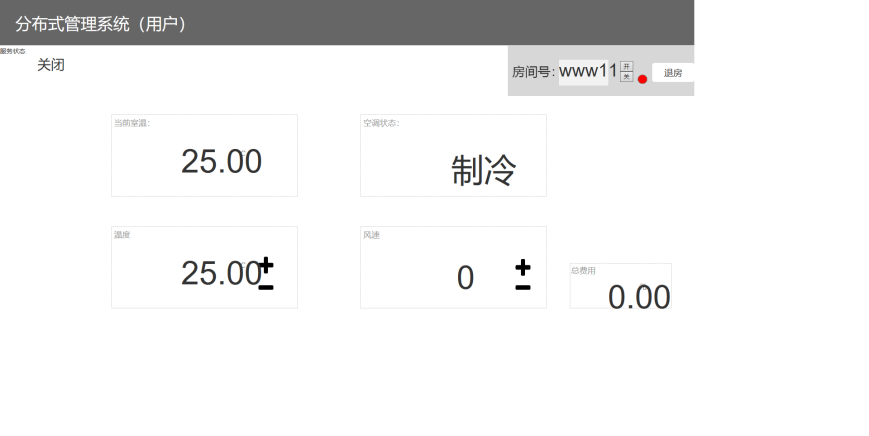 分布式管理系统（用户）
服务状态
关闭
房间号：www11
开
关
退房
当前室温：
25.00
空调状态：
制冷
温度
25.00
+
-
风速
0
+
-
总费用
0.00